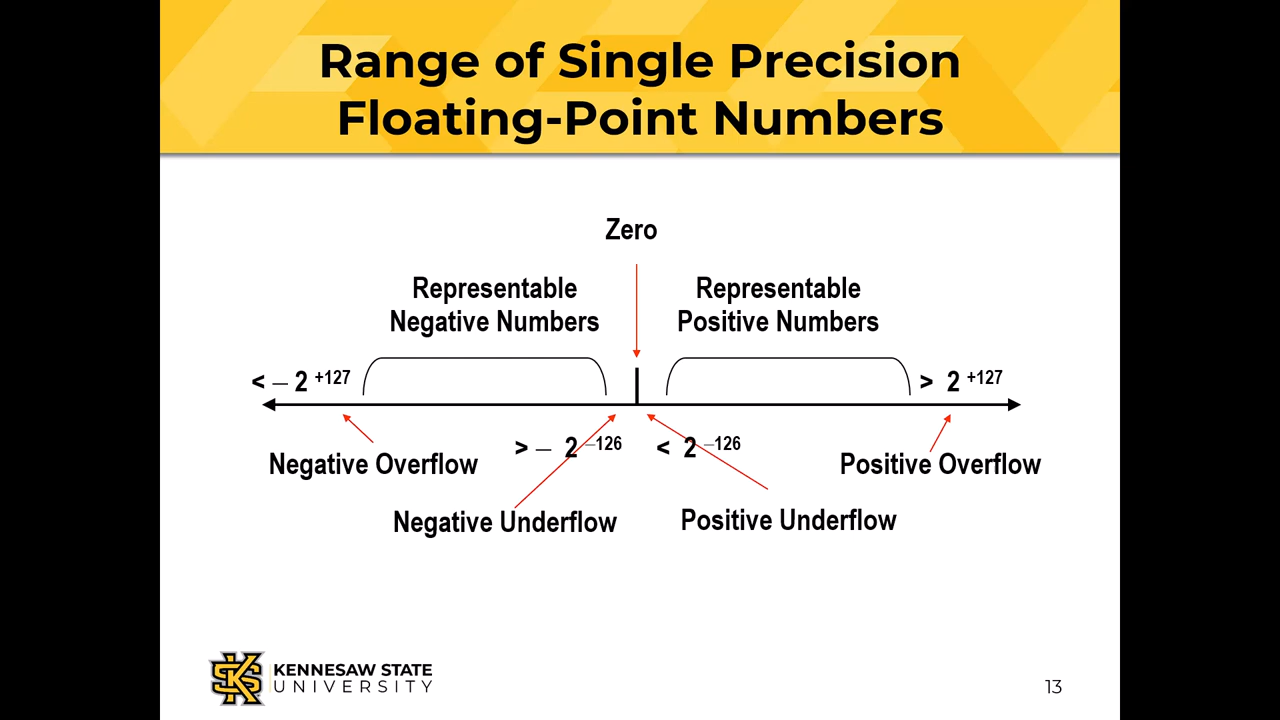 Range of Single Precision
Floating-Point Numbers
Zero
Representable
Negative Numbers
Representable
Positive Numbers
< – 2 +127
> 2 +127
> – 2 –126
< 2 –126
Negative Overflow
Positive Overflow
Negative Underflow
Positive Underflow
KENNESAW STATE
UNIVERSITY
13